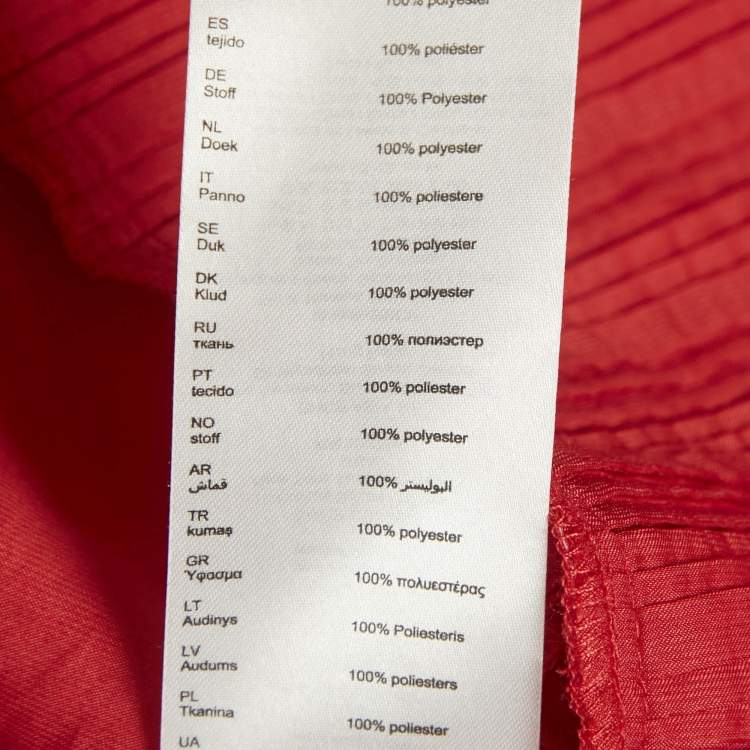 100% polyester
ES
tejido 100% poliéster
DE
Stoff 100% Polyester
NL
Doek 100% polyester
IT
Panno 100% poliestere
SE
Duk 100% polyester
DK
Klud 100% polyester
RU
ткань 100% полиэстер
PT
tecido 100% poliester
NO
stoff 100% polyester
AR
قماش 100% البوليستر
TR
kumaş 100% polyester
GR
Ύφασμα 100% πολυεστέρας
LT
Audinys 100% Poliesteris
LV
Audums 100% poliesters
PL
Tkanina 100% poliester
UA